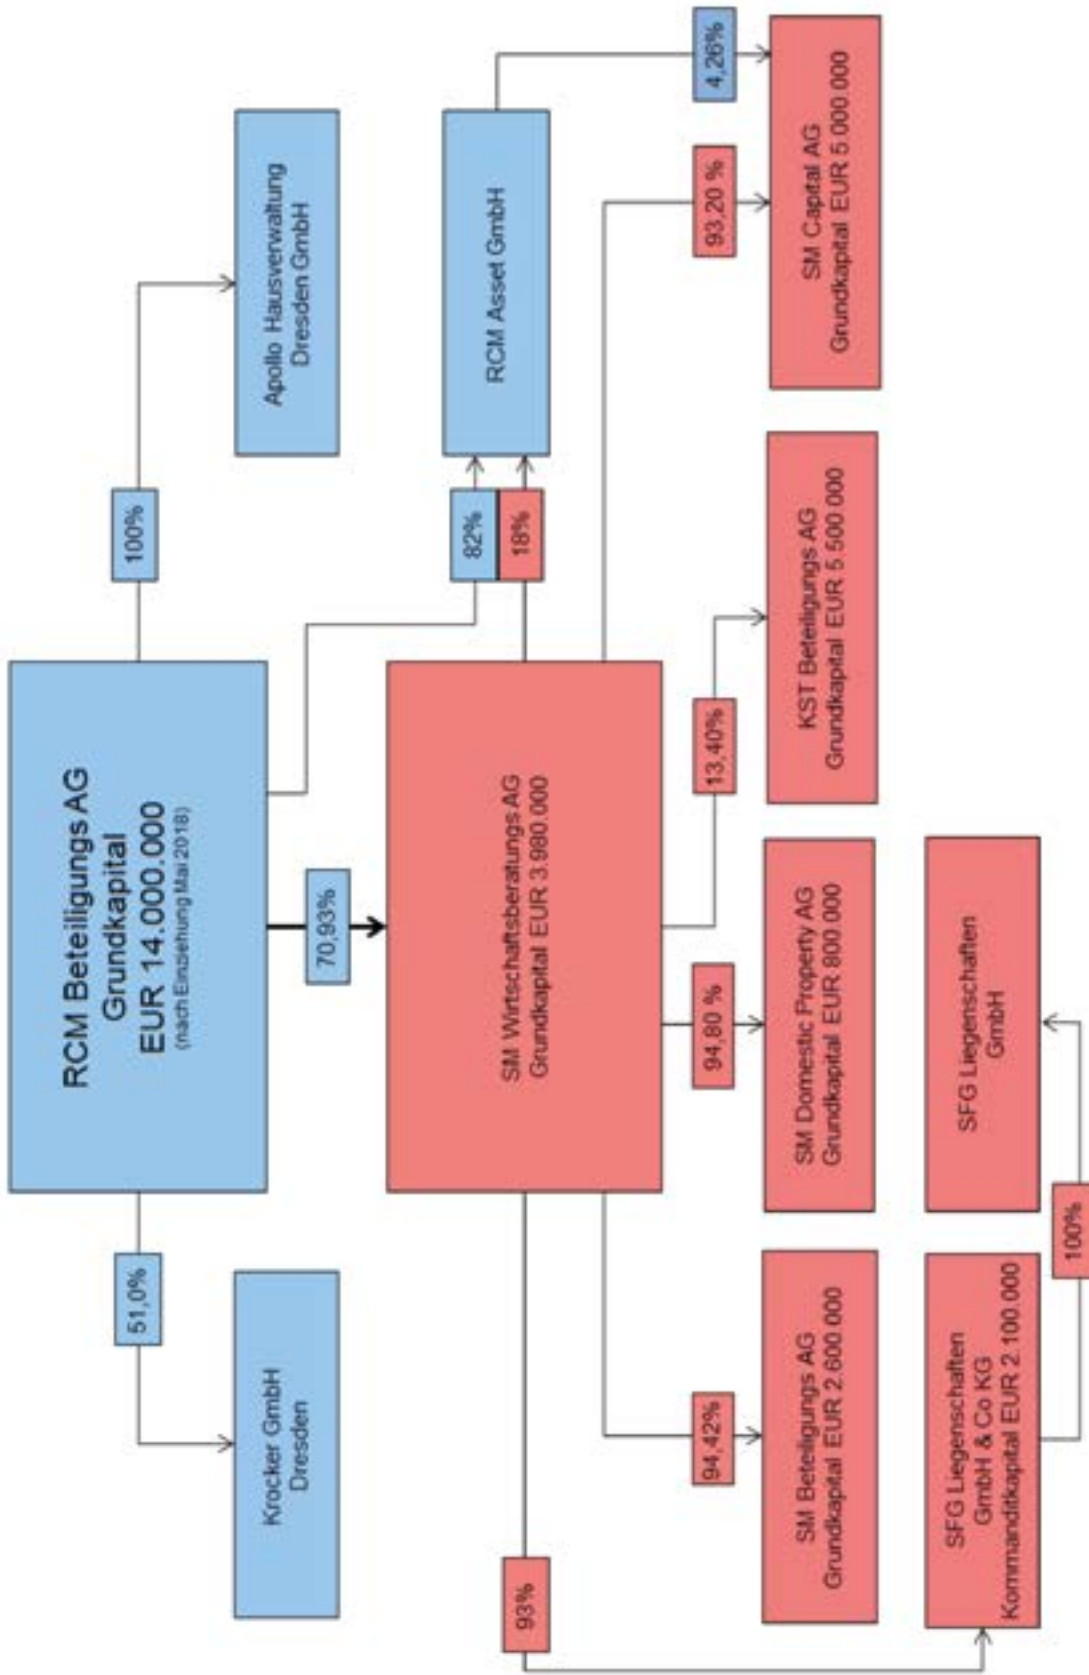 RCM Beteiligungs AG
Grundkapital
EUR 14.000.000
(nach Einziehung Mai 2018)
51,0%
100%
Krocker GmbH
Dresden
Apollo Hausverwaltung
Dresden GmbH
70,93%
82%
18%
RCM Asset GmbH
SM Wirtschaftsberatungs AG
Grundkapital EUR 3.980.000
93%
94,42%
94,80 %
13,40%
93,20 %
4,26%
SM Beteiligungs AG
Grundkapital EUR 2.600.000
SM Domestic Property AG
Grundkapital EUR 800 000
KST Beteiligungs AG
Grundkapital EUR 5 500 000
SM Capital AG
Grundkapital EUR 5.000.000
SFG Liegenschaften
GmbH & Co KG
Kommanditkapital EUR 2.100.000
SFG Liegenschaften
GmbH
100%